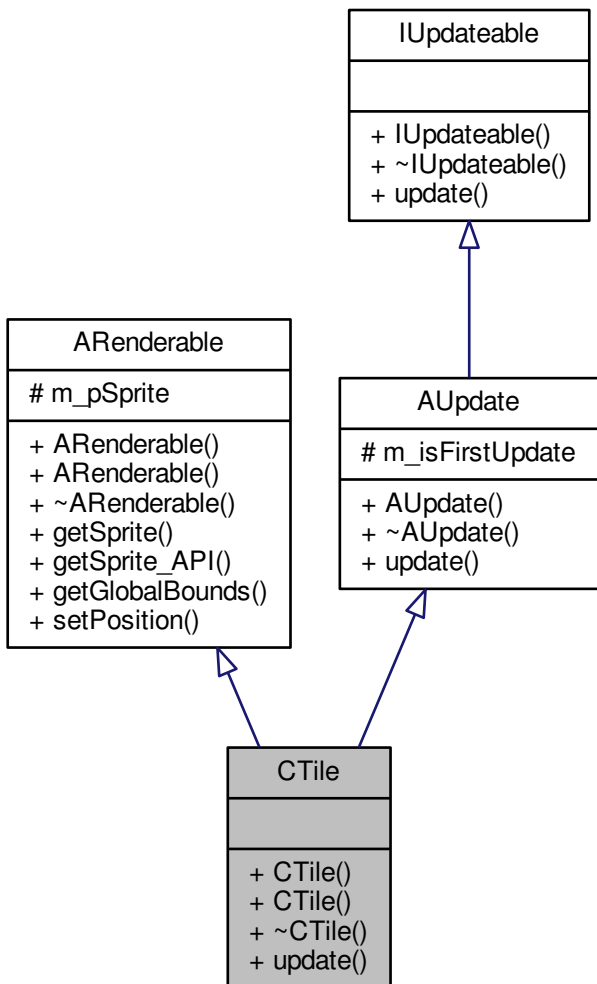 IUpdateable
+ IUpdateable()
+ ~IUpdateable()
+ update()
ARenderable
# m_pSprite
+ ARenderable()
+ ARenderable()
+ ~ARenderable()
+ getSprite()
+ getSprite_API()
+ getGlobalBounds()
+ setPosition()
AUpdate
# m_isFirstUpdate
+ AUpdate()
+ ~AUpdate()
+ update()
CTile
+ CTile()
+ CTile()
+ ~CTile()
+ update()